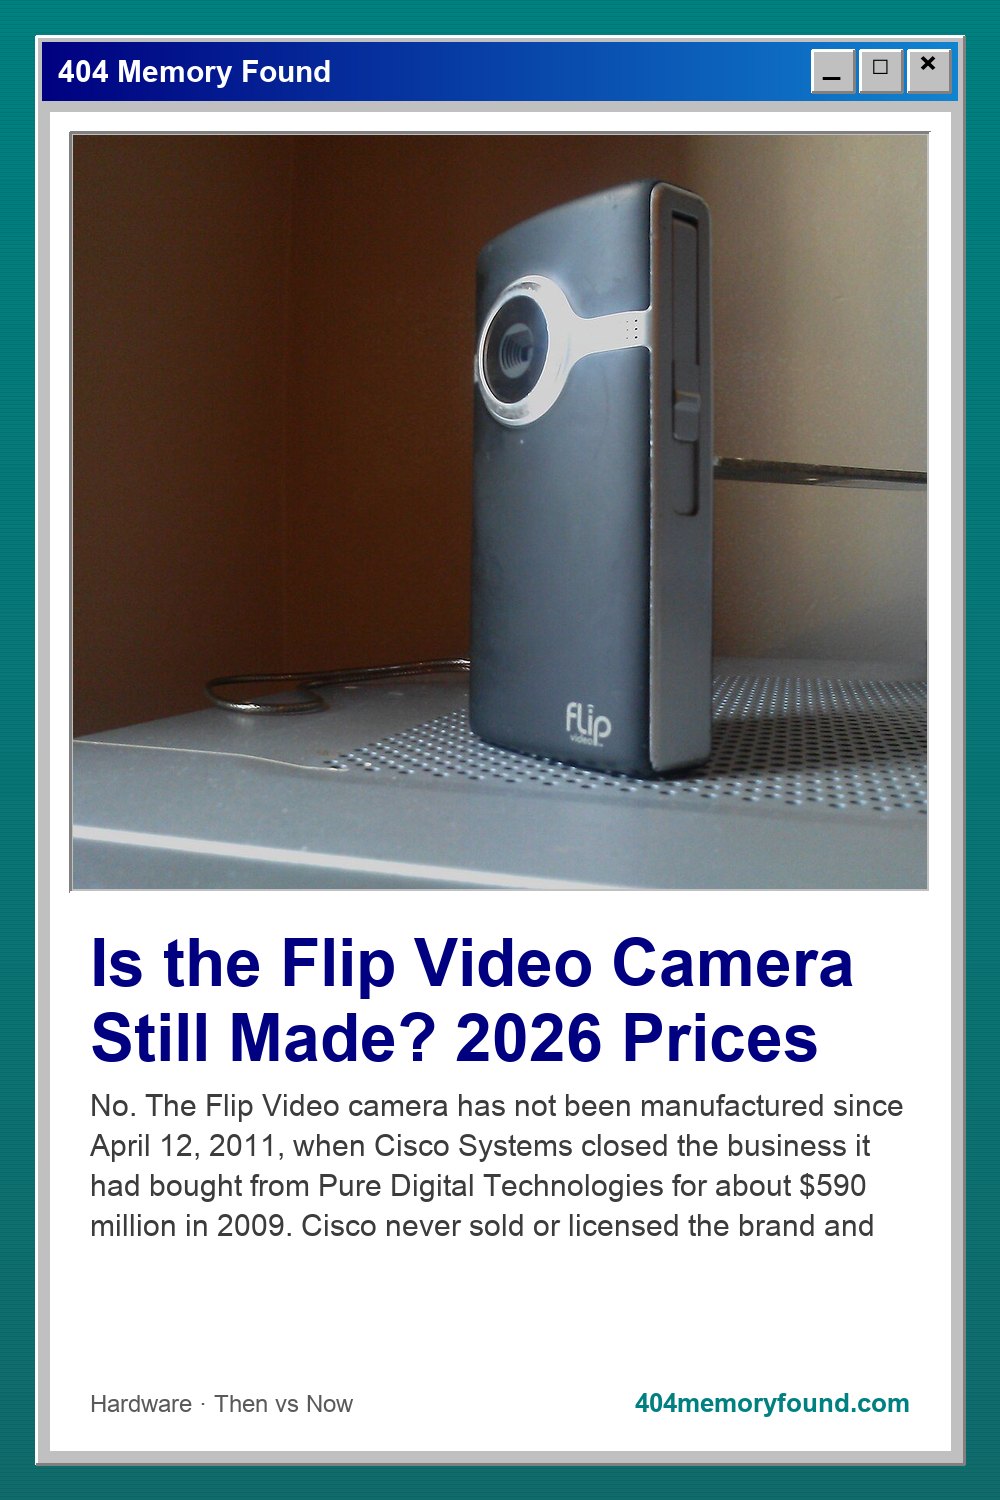 404 Memory Found
flip
video
Is the Flip Video Camera
Still Made? 2026 Prices
No. The Flip Video camera has not been manufactured since
April 12, 2011, when Cisco Systems closed the business it
had bought from Pure Digital Technologies for about $590
million in 2009. Cisco never sold or licensed the brand and
Hardware · Then vs Now
404memoryfound.com